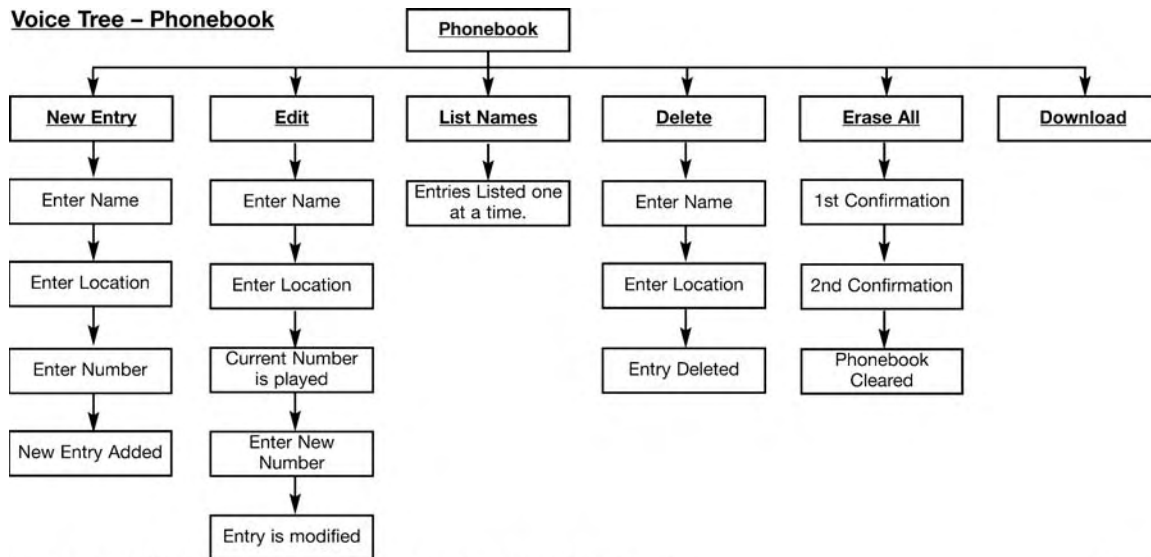 Voice Tree – Phonebook
Phonebook
New Entry
Edit
List Names
Delete
Erase All
Download
Enter Name
Enter Name
Entries Listed one
at a time.
Enter Name
1st Confirmation
Enter Location
Enter Location
Enter Location
2nd Confirmation
Enter Number
Current Number
is played
Entry Deleted
Phonebook
Cleared
New Entry Added
Enter New
Number
Entry is modified